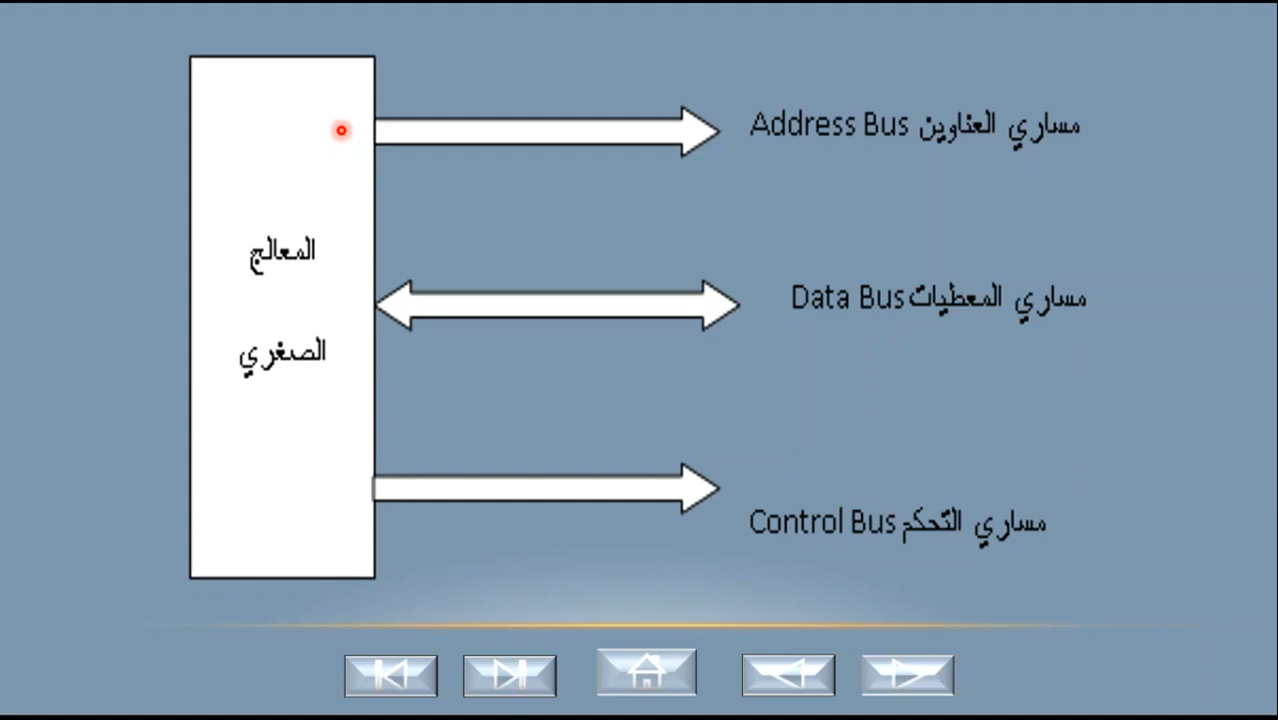 مساري العناوين Address Bus
المعالج
مساري المعطيات Data Bus
الصغري
مساري التحكم Control Bus